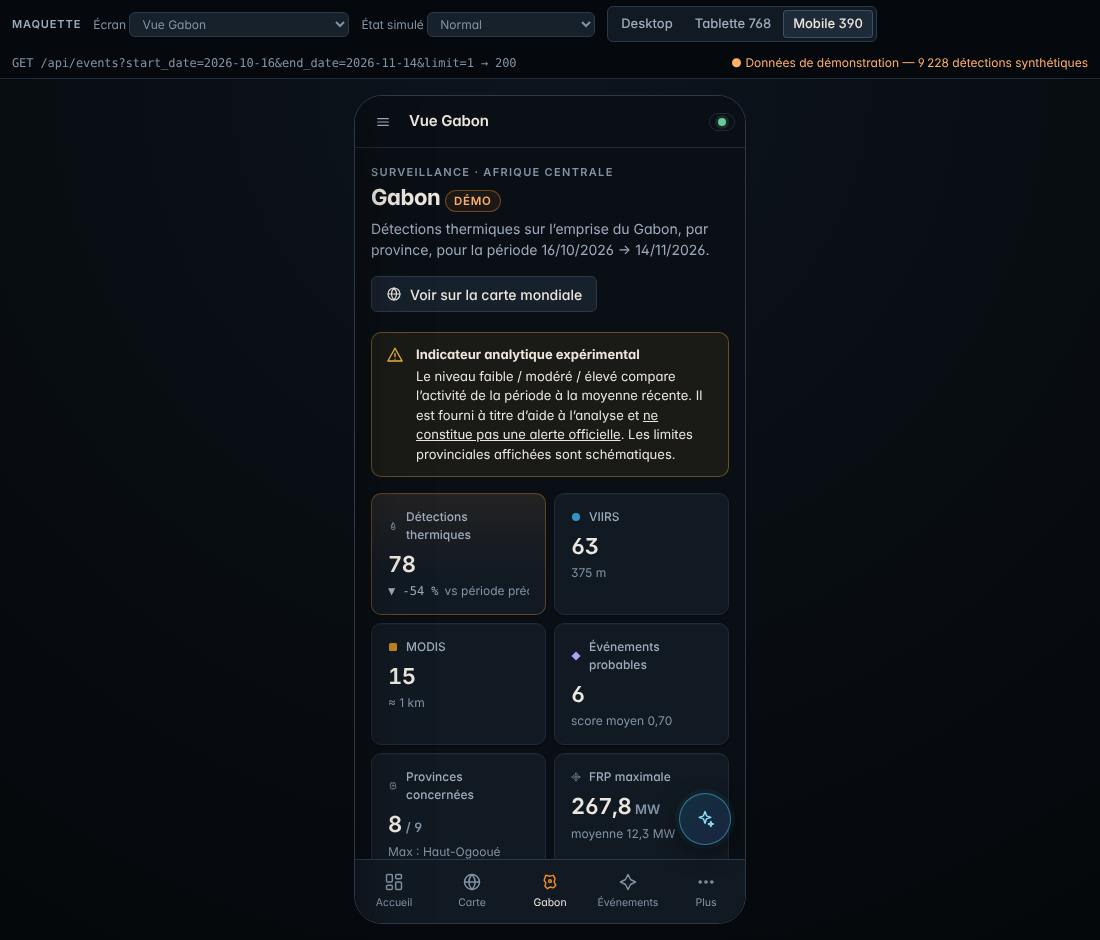 MAQUETTE Écran Vue Gabon État simulé Normal Desktop Tablette 768 Mobile 390
GET /api/events?start_date=2026-10-16&end_date=2026-11-14&limit=1 → 200
Données de démonstration — 9 228 détections synthétiques
Vue Gabon
SURVEILLANCE · AFRIQUE CENTRALE
Gabon DÉMO
Détections thermiques sur l’emprise du Gabon, par
province, pour la période 16/10/2026 → 14/11/2026.
Voir sur la carte mondiale
Indicateur analytique expérimental
Le niveau faible / modéré / élevé compare
l’activité de la période à la moyenne récente. Il
est fourni à titre d’aide à l’analyse et ne
constitue pas une alerte officielle. Les limites
provinciales affichées sont schématiques.
Détections
thermiques
78
▼ -54 % vs période
VIIRS
63
375 m
MODIS
15
≈ 1 km
Événements
probables
6
score moyen 0,70
Provinces
concernées
8 / 9
Max : Haut-Ogooué
FRP maximale
267,8 MW
moyenne 12,3 MW
Accueil Carte Gabon Événements Plus